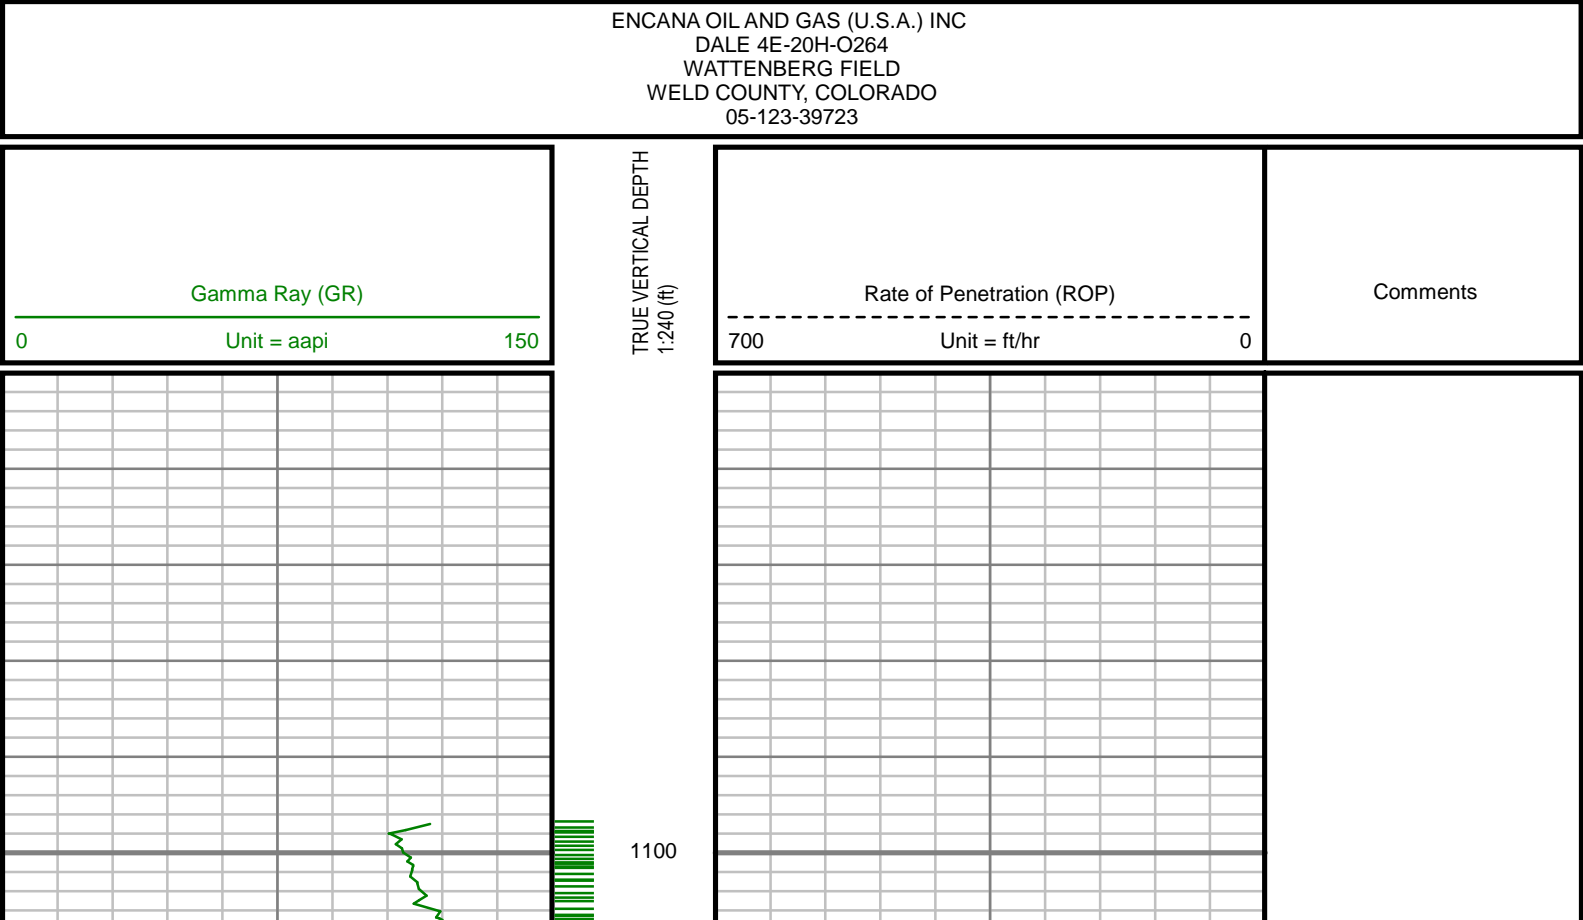 ENCANA OIL AND GAS (U.S.A.) INC
DALE 4E-20H-O264
WATTENBERG FIELD
WELD COUNTY, COLORADO
05-123-39723
Gamma Ray (GR)
0 Unit = aapi 150
TRUE VERTICAL DEPTH
1:240 (ft)
Rate of Penetration (ROP)
700 Unit = ft/hr 0
Comments
1100